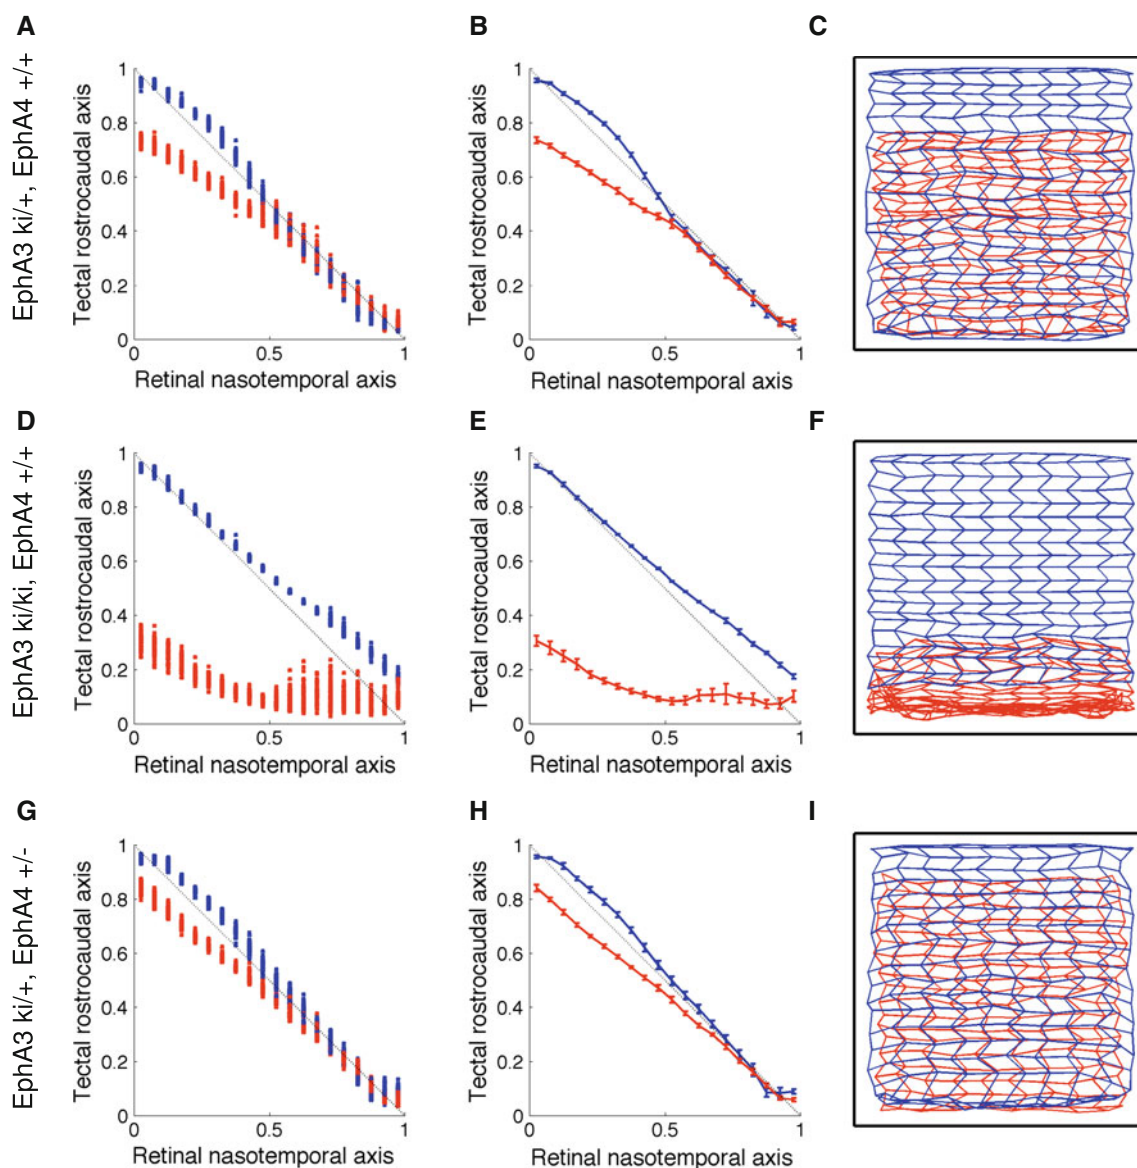 A
B
C
EphA3 ki/+, EphA4 +/+
Tectal rostrocaudal axis
1
0.8
0.6
0.4
0.2
0
0
0.5
1
Retinal nasotemporal axis
Tectal rostrocaudal axis
1
0.8
0.6
0.4
0.2
0
0
0.5
1
Retinal nasotemporal axis
D
E
F
EphA3 ki/ki, EphA4 +/+
Tectal rostrocaudal axis
1
0.8
0.6
0.4
0.2
0
0
0.5
1
Retinal nasotemporal axis
Tectal rostrocaudal axis
1
0.8
0.6
0.4
0.2
0
0
0.5
1
Retinal nasotemporal axis
G
H
I
EphA3 ki/+, EphA4 +/-
Tectal rostrocaudal axis
1
0.8
0.6
0.4
0.2
0
0
0.5
1
Retinal nasotemporal axis
Tectal rostrocaudal axis
1
0.8
0.6
0.4
0.2
0
0
0.5
1
Retinal nasotemporal axis